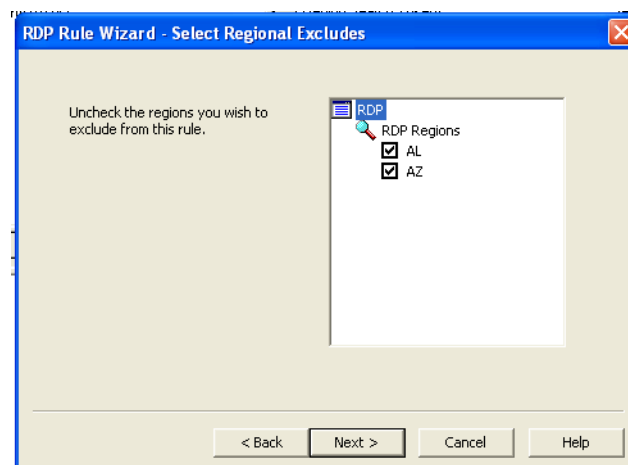 RDP Rule Wizard - Select Regional Excludes
Uncheck the regions you wish to
exclude from this rule.
RDP
RDP Regions
AL
AZ
< Back
Next >
Cancel
Help